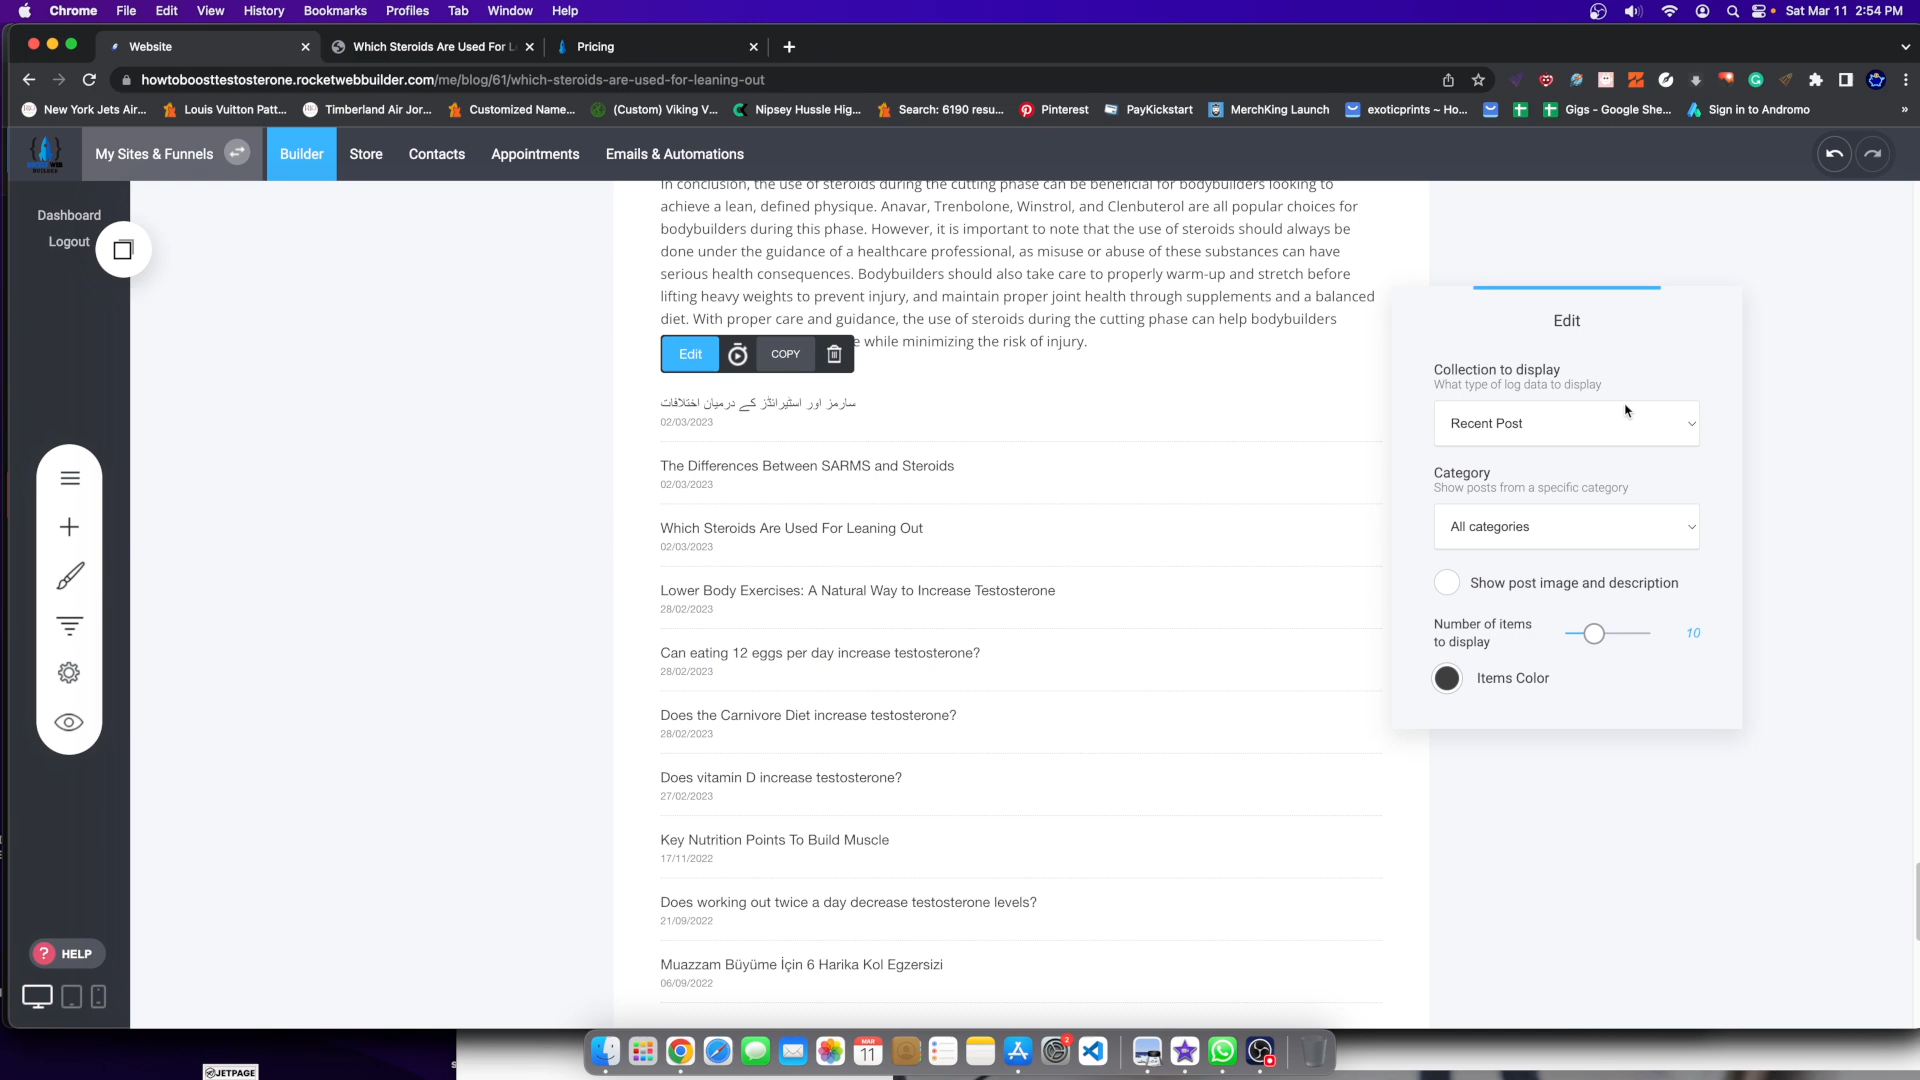 Chrome File Edit View History Bookmarks Profiles Tab Window Help
Sat Mar 11 2:54 PM
Website
Which Steroids Are Used For L
Pricing
howtoboosttestosterone.rocketwebbuilder.com/me/blog/61/which-steroids-are-used-for-leaning-out
New York Jets Air... Louis Vuitton Patt... Timberland Air Jor... Customized Name... (Custom) Viking V... Nipsey Hussle Hig... Search: 6190 resu... Pinterest PayKickstart MerchKing Launch exoticprints ~ Ho... Gigs - Google She... Sign in to Andromo »
My Sites & Funnels Builder Store Contacts Appointments Emails & Automations
Dashboard
Logout
In conclusion, the use of steroids during the cutting phase can be beneficial for bodybuilders looking to
achieve a lean, defined physique. Anavar, Trenbolone, Winstrol, and Clenbuterol are all popular choices for
bodybuilders during this phase. However, it is important to note that the use of steroids should always be
done under the guidance of a healthcare professional, as misuse or abuse of these substances can have
serious health consequences. Bodybuilders should also take care to properly warm-up and stretch before
lifting heavy weights to prevent injury, and maintain proper joint health through supplements and a balanced
diet. With proper care and guidance, the use of steroids during the cutting phase can help bodybuilders
e while minimizing the risk of injury.
Edit COPY
سارمز اور اسٹیرائڈز کے درمیان اختلافات
02/03/2023
The Differences Between SARMS and Steroids
02/03/2023
Which Steroids Are Used For Leaning Out
02/03/2023
Lower Body Exercises: A Natural Way to Increase Testosterone
28/02/2023
Can eating 12 eggs per day increase testosterone?
28/02/2023
Does the Carnivore Diet increase testosterone?
28/02/2023
Does vitamin D increase testosterone?
27/02/2023
Key Nutrition Points To Build Muscle
17/11/2022
Does working out twice a day decrease testosterone levels?
21/09/2022
Muazzam Büyüme İçin 6 Harika Kol Egzersizi
06/09/2022
Edit
Collection to display
What type of log data to display
Recent Post
Category
Show posts from a specific category
All categories
Show post image and description
Number of items
to display
10
Items Color
? HELP
MAR
11
2
JETPAGE